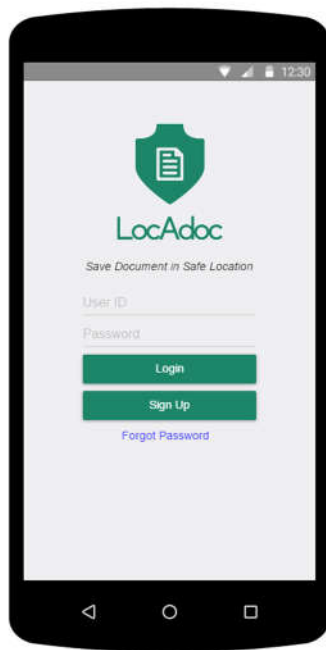 12:30
LocAdoc
Save Document in Safe Location
User ID
Password
Login
Sign Up
Forgot Password